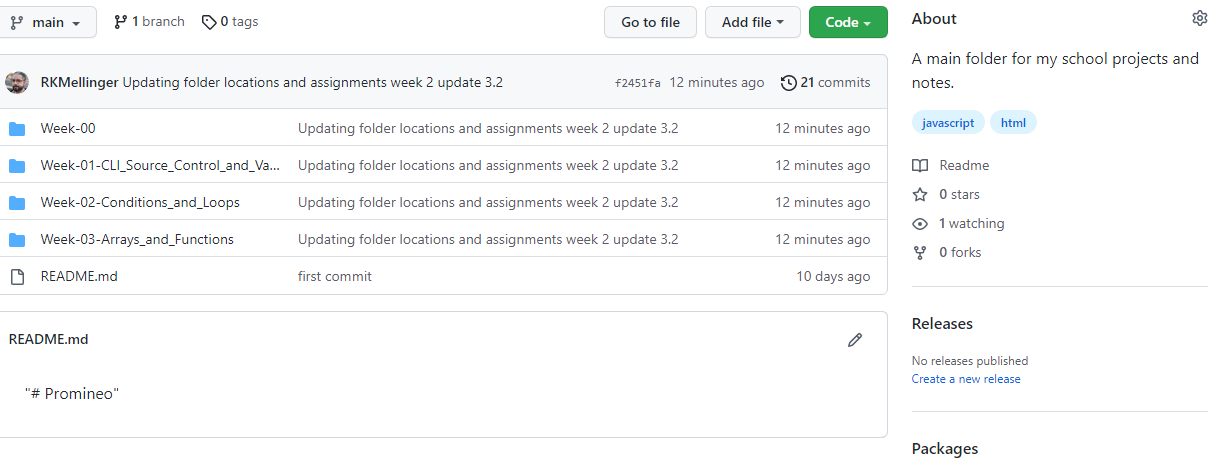 main
1 branch
0 tags
Go to file
Add file
Code
RKMellinger Updating folder locations and assignments week 2 update 3.2
f2451fa 12 minutes ago
21 commits
Week-00 Updating folder locations and assignments week 2 update 3.2 12 minutes ago
Week-01-CLI_Source_Control_and_Va... Updating folder locations and assignments week 2 update 3.2 12 minutes ago
Week-02-Conditions_and_Loops Updating folder locations and assignments week 2 update 3.2 12 minutes ago
Week-03-Arrays_and_Functions Updating folder locations and assignments week 2 update 3.2 12 minutes ago
README.md first commit 10 days ago
README.md
"# Promineo"
About
A main folder for my school projects and
notes.
javascript html
Readme
0 stars
1 watching
0 forks
Releases
No releases published
Create a new release
Packages